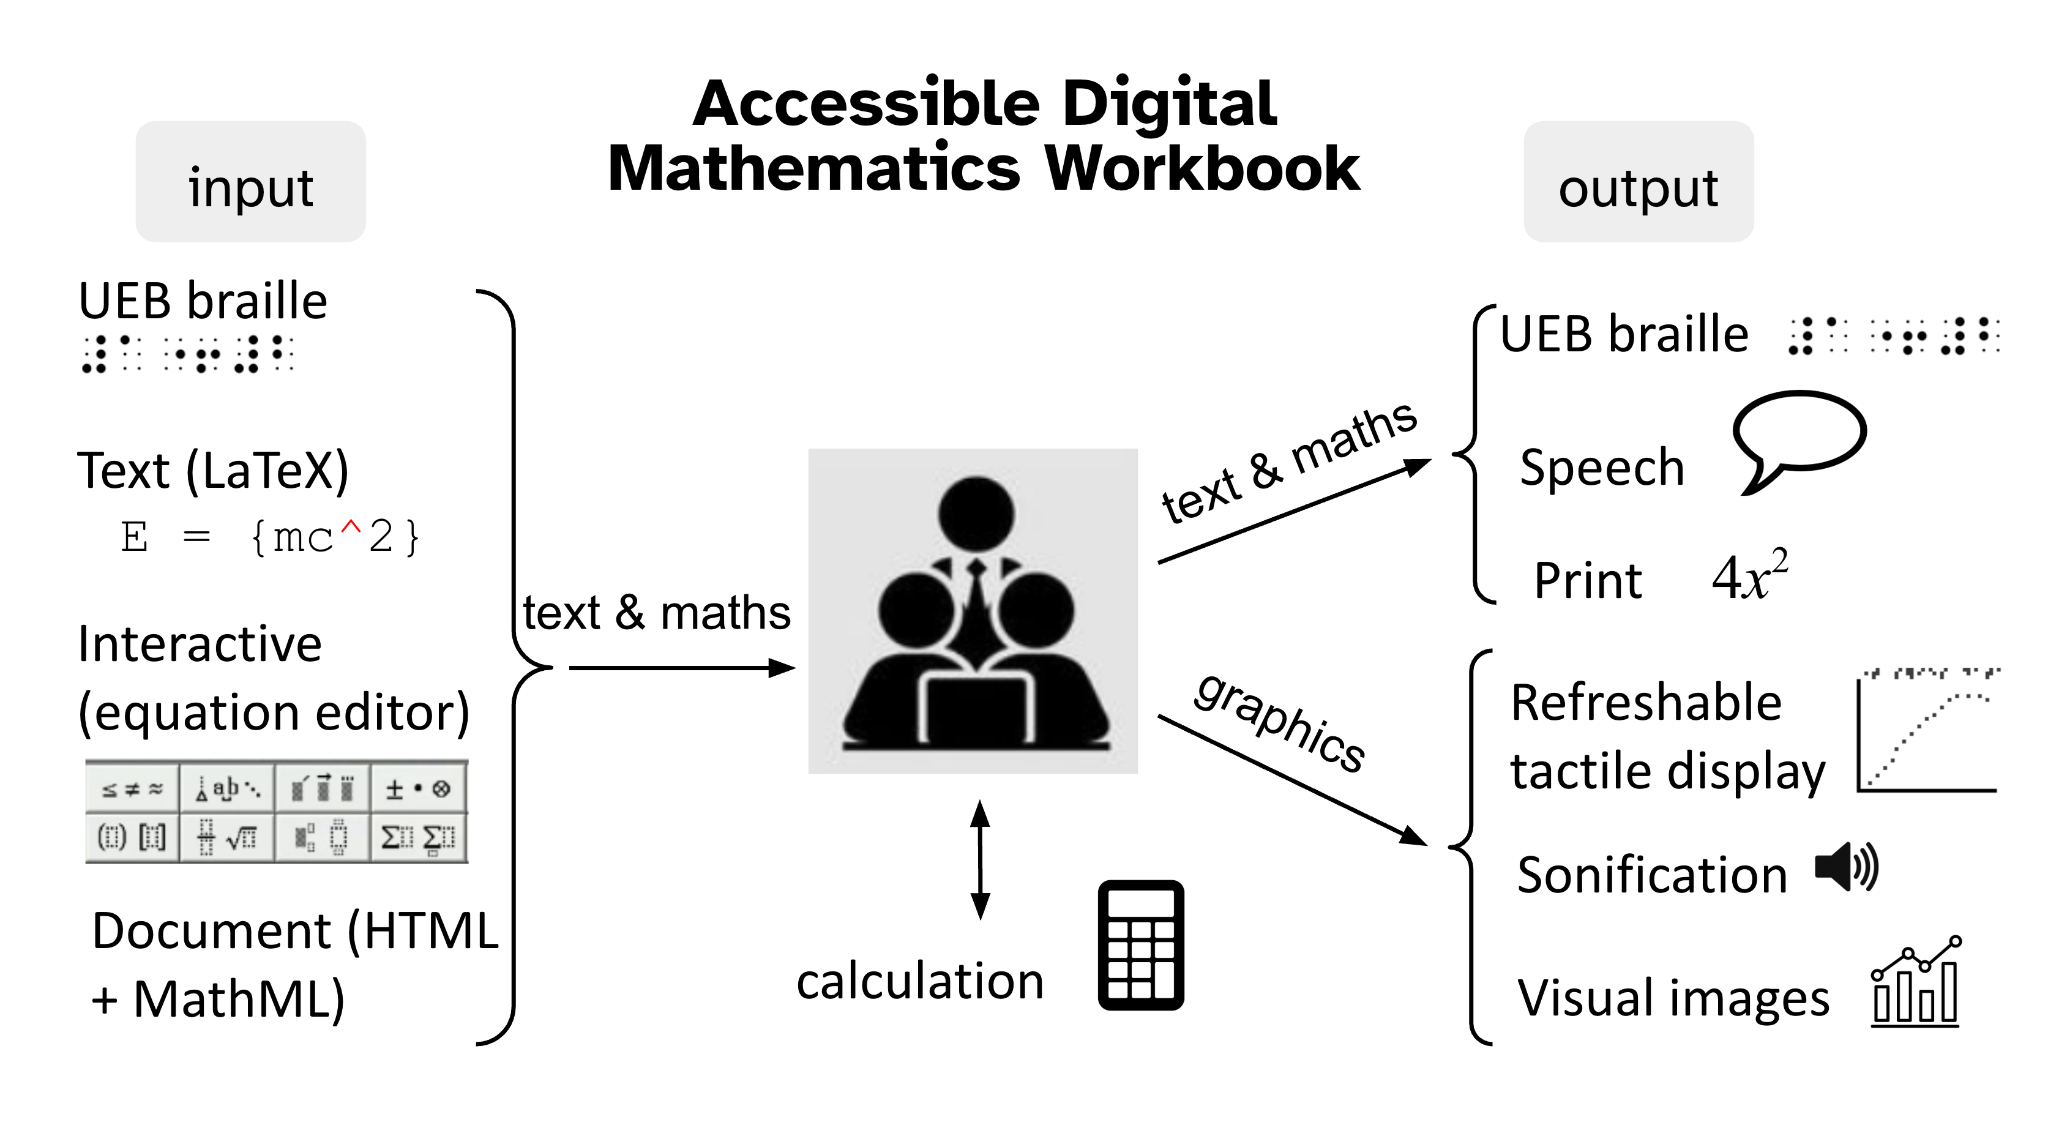 Accessible Digital
Mathematics Workbook
input
UEB braille
⠼⠁ ⠐⠖⠼⠃
Text (LaTeX)
E = {mc^2}
Interactive
(equation editor)
≤ ≠ ≈
± • ⊗
Document (HTML
+ MathML)
text & maths
calculation
text & maths
graphics
output
UEB braille ⠼⠁ ⠐⠖⠼⠃
Speech
Print 4x²
Refreshable
tactile display
Sonification
Visual images